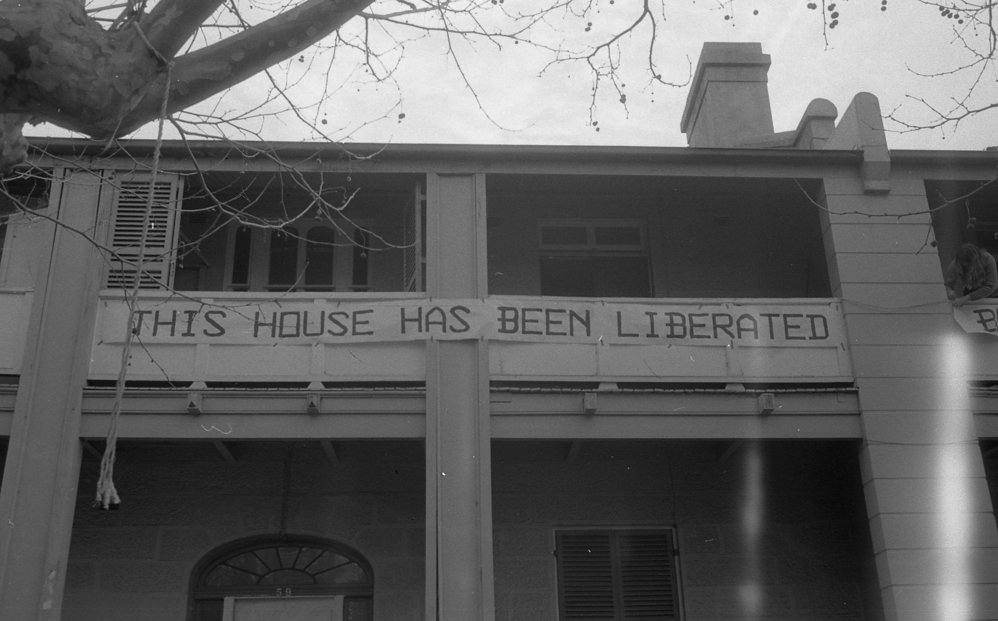 THIS HOUSE HAS BEEN LIBERATED
B
59